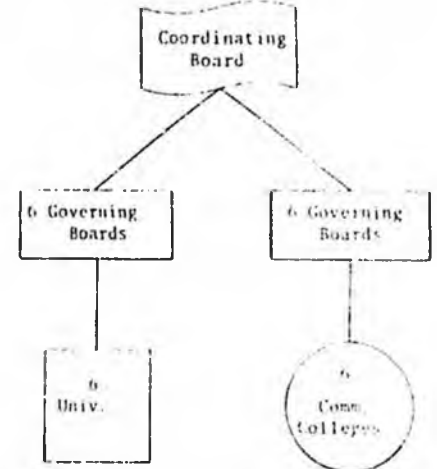 Coordinating
Board
6 Governing
Boards
6 Governing
Boards
6
Univ.
6
Comm.
Colleges